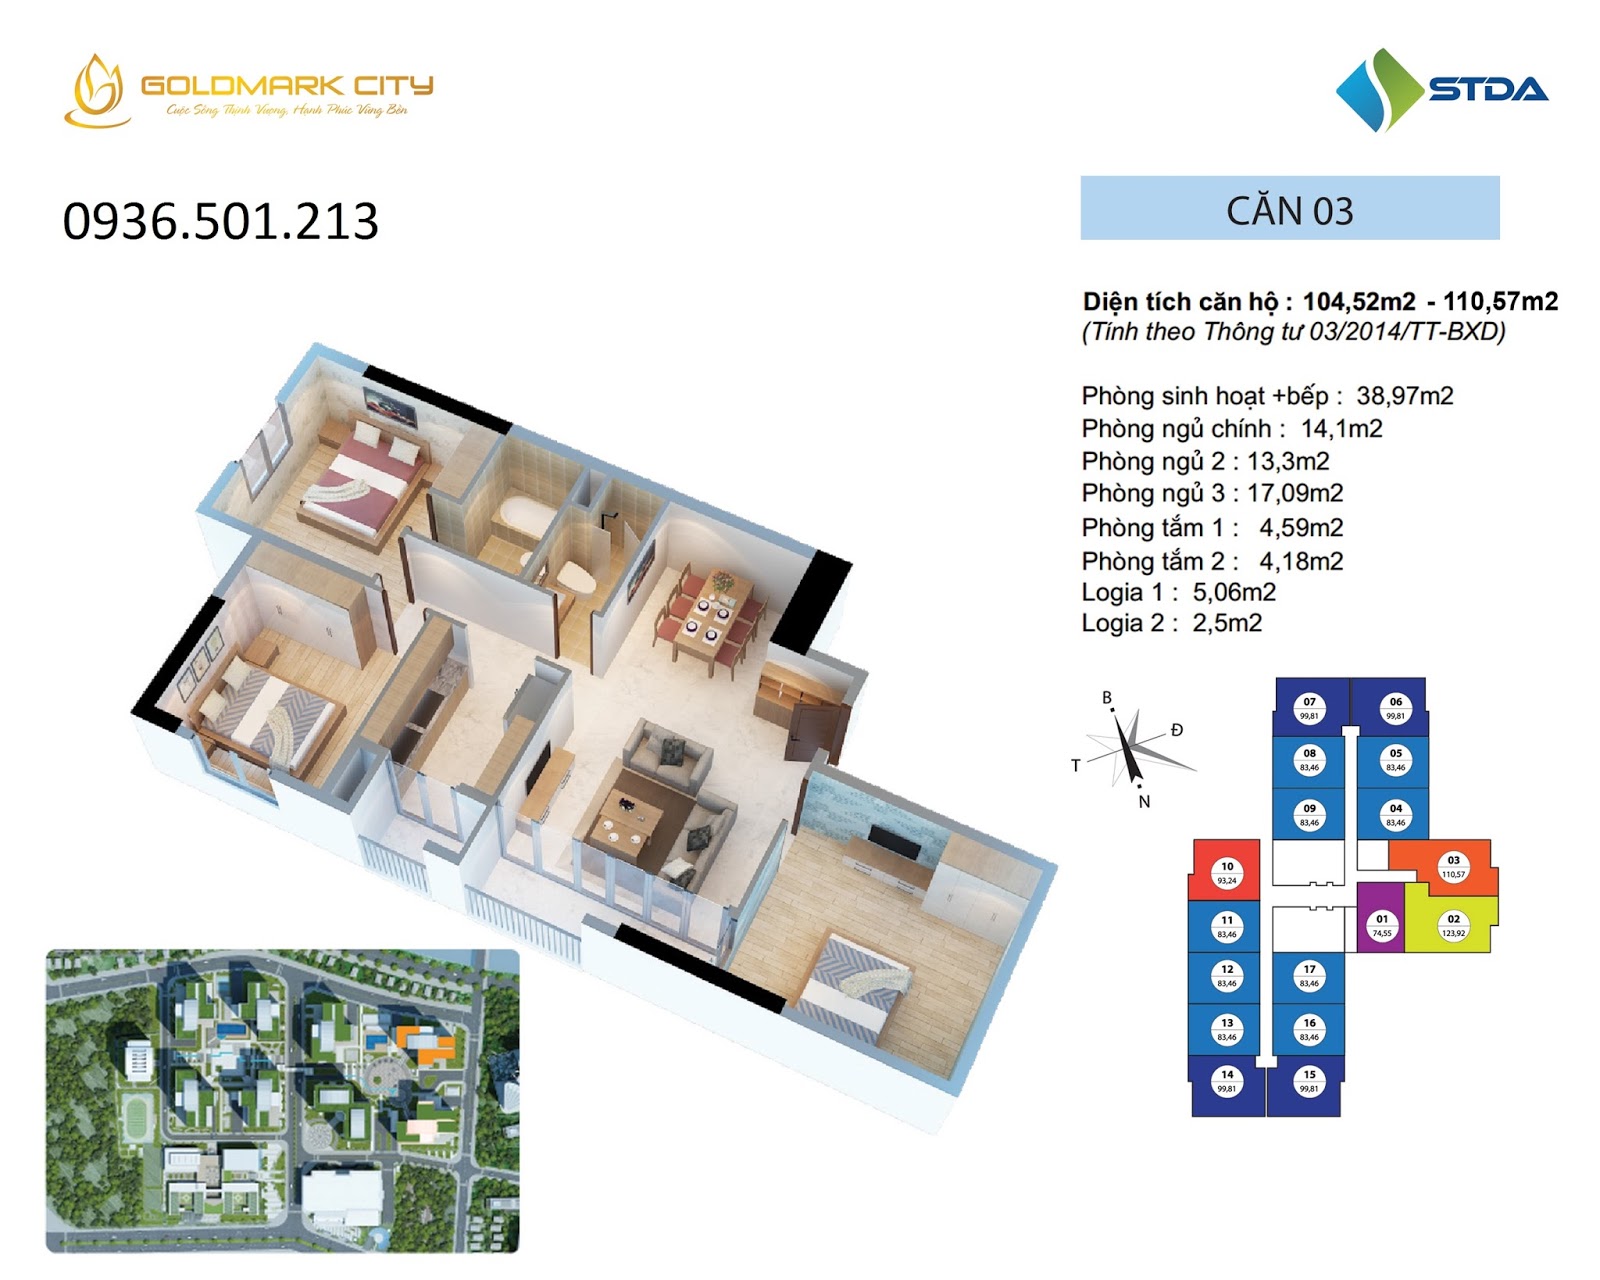 GOLDMARK CITY
Cuộc Sống Thịnh Vượng, Hạnh Phúc Vững Bền
STDA
0936.501.213
CĂN 03
Diện tích căn hộ : 104,52m2 - 110,57m2
(Tính theo Thông tư 03/2014/TT-BXD)
Phòng sinh hoạt +bếp : 38,97m2
Phòng ngủ chính : 14,1m2
Phòng ngủ 2 : 13,3m2
Phòng ngủ 3 : 17,09m2
Phòng tắm 1 : 4,59m2
Phòng tắm 2 : 4,18m2
Logia 1 : 5,06m2
Logia 2 : 2,5m2
B
Đ
T
N
07
99,81
06
99,81
08
83,46
05
83,46
09
83,46
04
83,46
10
93,24
03
110,57
11
83,46
01
74,55
02
123,92
12
83,46
17
83,46
13
83,46
16
83,46
14
99,81
15
99,81